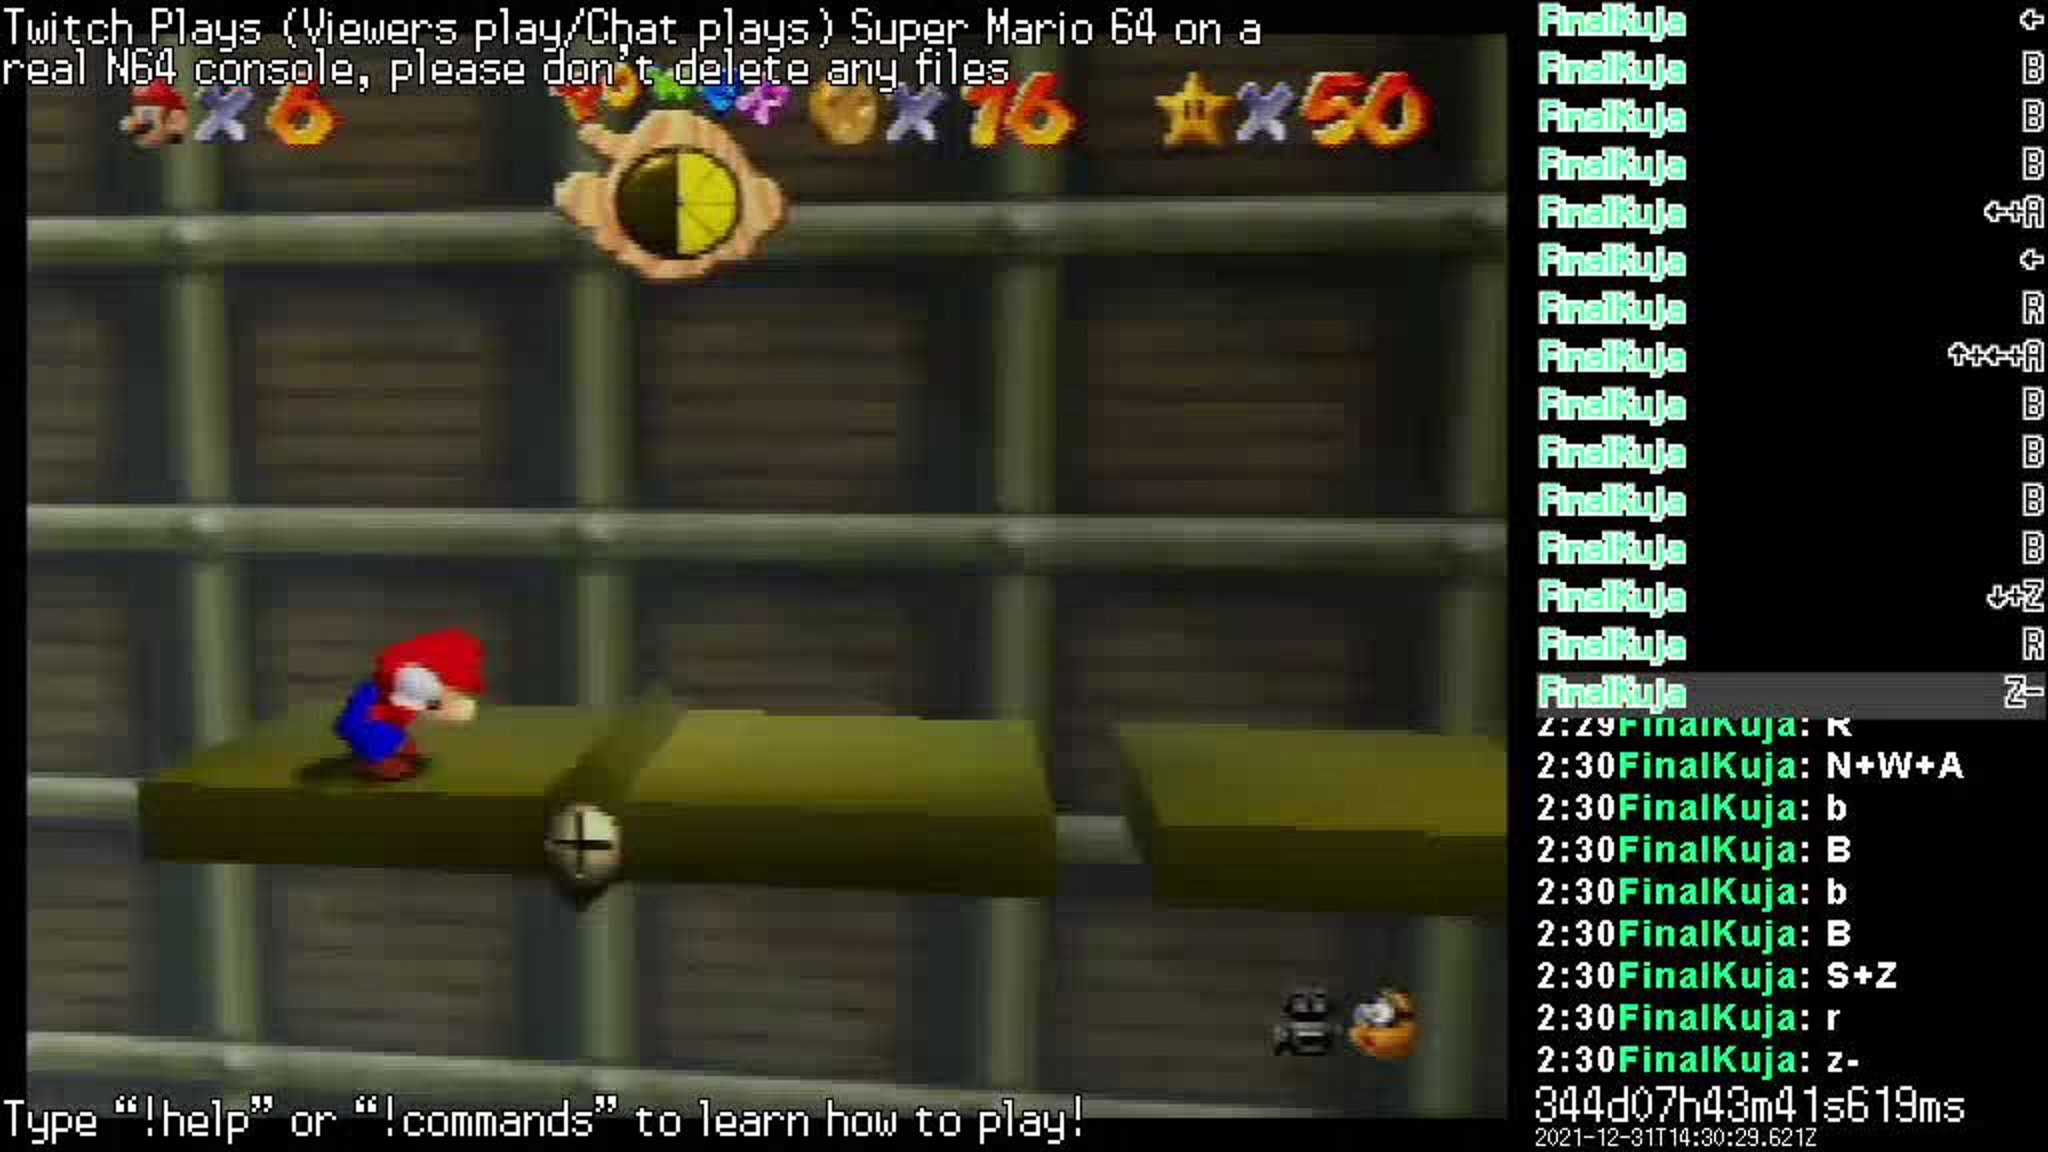 Twitch Plays (Viewers play/Chat plays) Super Mario 64 on a
real N64 console, please don't delete any files
x 6
x 16
x 50
Type “!help” or “!commands” to learn how to play!
FinalKuja ←
FinalKuja B
FinalKuja B
FinalKuja B
FinalKuja ←+A
FinalKuja ←
FinalKuja R
FinalKuja ↑+←+A
FinalKuja B
FinalKuja B
FinalKuja B
FinalKuja B
FinalKuja ↓+Z
FinalKuja R
FinalKuja Z-
2:29FinalKuja: R
2:30FinalKuja: N+W+A
2:30FinalKuja: b
2:30FinalKuja: B
2:30FinalKuja: b
2:30FinalKuja: B
2:30FinalKuja: S+Z
2:30FinalKuja: r
2:30FinalKuja: z-
344d07h43m41s619ms
2021-12-31T14:30:29.621Z